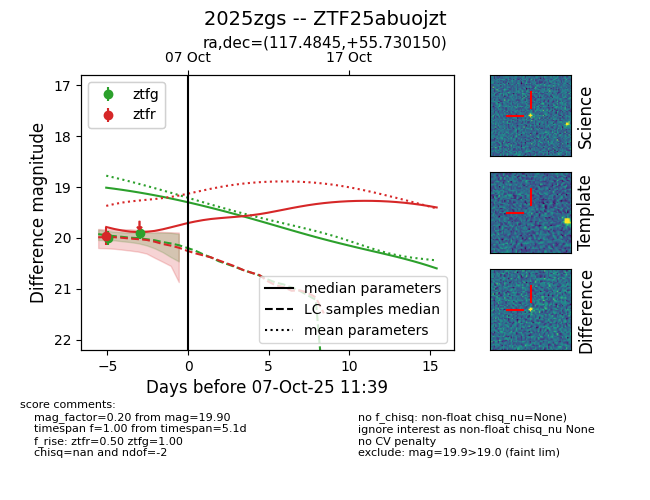 2025zgs -- ZTF25abuojzt
ra,dec=(117.4845,+55.730150)
07 Oct
17 Oct
17
18
19
20
21
22
Difference magnitude
ztfg
ztfr
median parameters
LC samples median
mean parameters
−5
0
5
10
15
Days before 07-Oct-25 11:39
Science
Template
Difference
score comments:
mag_factor=0.20 from mag=19.90
timespan f=1.00 from timespan=5.1d
f_rise: ztfr=0.50 ztfg=1.00
chisq=nan and ndof=-2
no f_chisq: non-float chisq_nu=None)
ignore interest as non-float chisq_nu None
no CV penalty
exclude: mag=19.9>19.0 (faint lim)